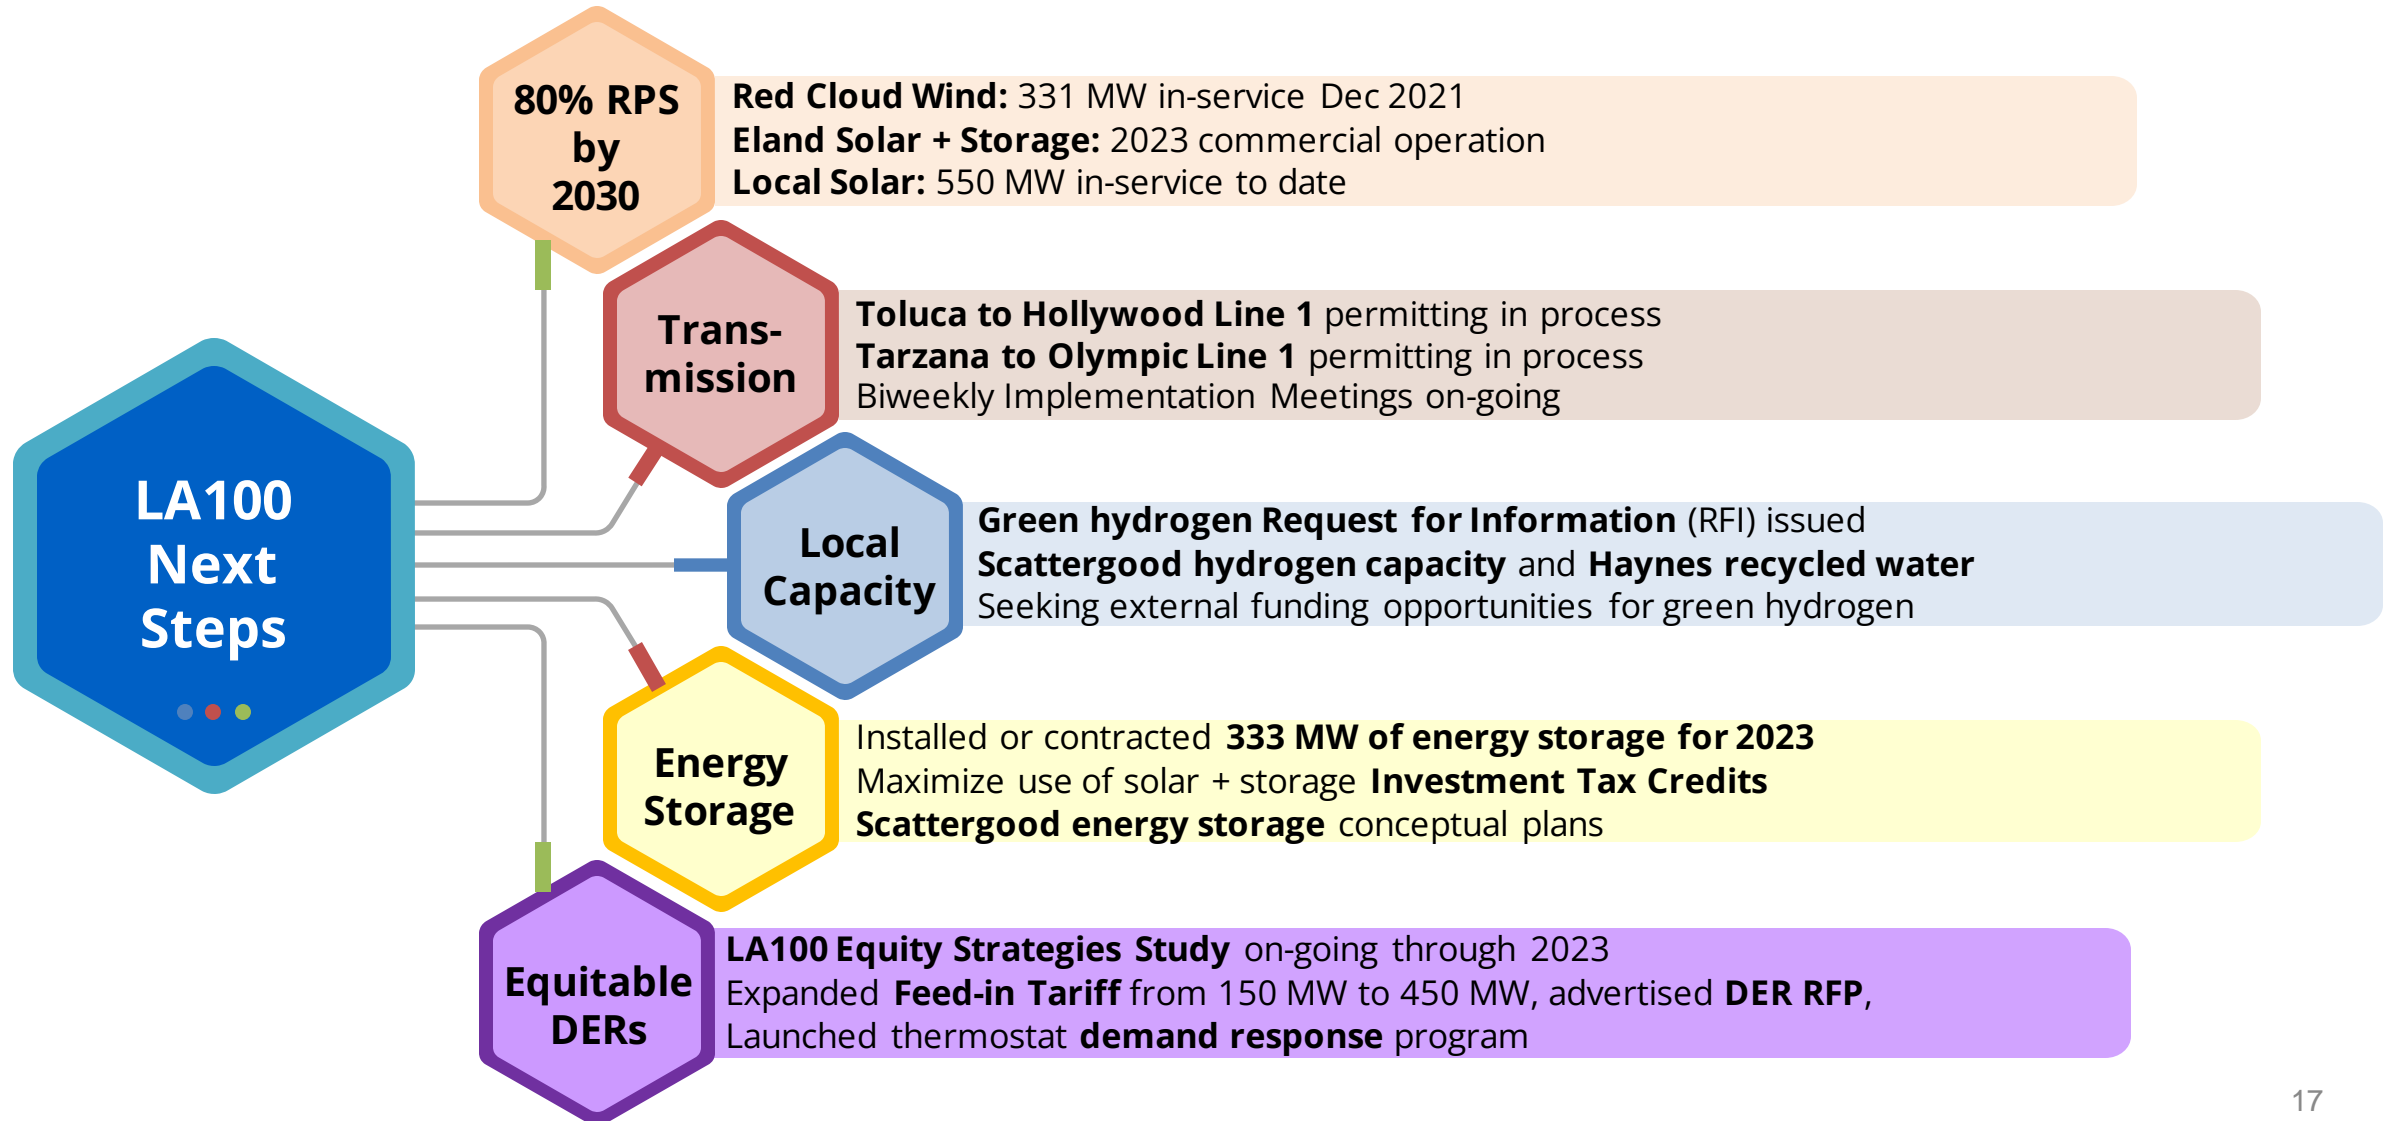 80% RPS
by
2030
Red Cloud Wind: 331 MW in-service Dec 2021
Eland Solar + Storage: 2023 commercial operation
Local Solar: 550 MW in-service to date
Trans-
mission
Toluca to Hollywood Line 1 permitting in process
Tarzana to Olympic Line 1 permitting in process
Biweekly Implementation Meetings on-going
LA100
Next
Steps
Local
Capacity
Green hydrogen Request for Information (RFI) issued
Scattergood hydrogen capacity and Haynes recycled water
Seeking external funding opportunities for green hydrogen
Energy
Storage
Installed or contracted 333 MW of energy storage for 2023
Maximize use of solar + storage Investment Tax Credits
Scattergood energy storage conceptual plans
Equitable
DERs
LA100 Equity Strategies Study on-going through 2023
Expanded Feed-in Tariff from 150 MW to 450 MW, advertised DER RFP,
Launched thermostat demand response program
17